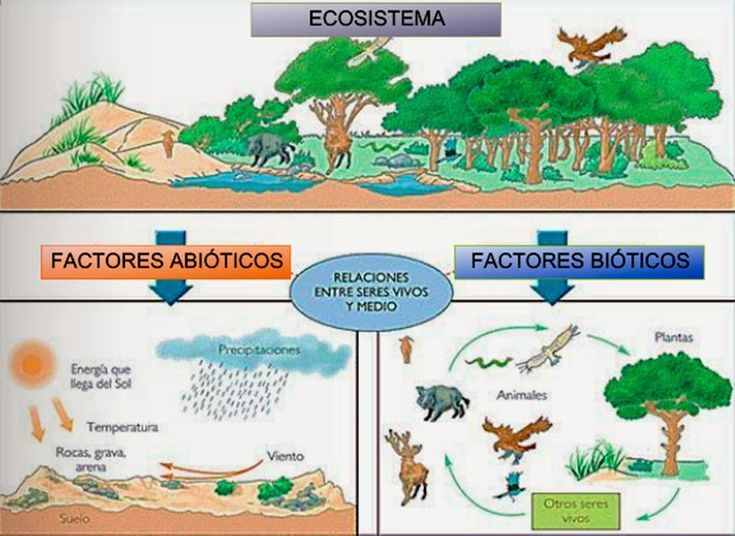 ECOSISTEMA
FACTORES ABIÓTICOS
FACTORES BIÓTICOS
RELACIONES
ENTRE SERES VIVOS
Y MEDIO
Energía que
llega del Sol
Precipitaciones
Temperatura
Rocas, grava,
arena
Viento
Suelo
Plantas
Animales
Otros seres
vivos